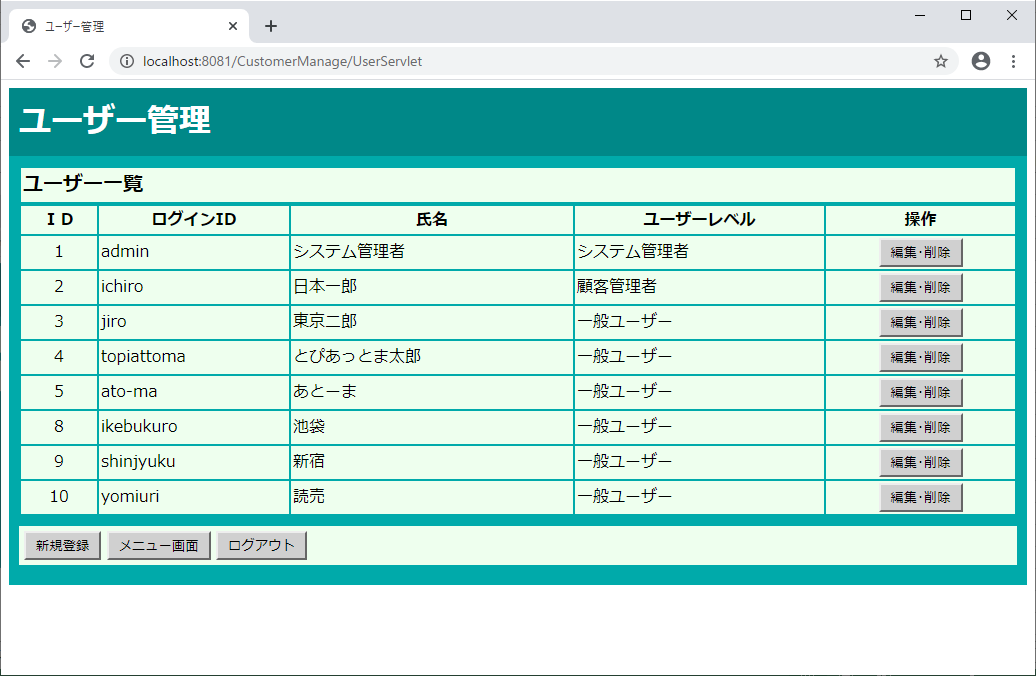 ユーザー管理
localhost:8081/CustomerManage/UserServlet
ユーザー管理
ユーザー一覧
ＩＤ ログインID 氏名 ユーザーレベル 操作
1 admin システム管理者 システム管理者 編集・削除
2 ichiro 日本一郎 顧客管理者 編集・削除
3 jiro 東京二郎 一般ユーザー 編集・削除
4 topiattoma とぴあっとま太郎 一般ユーザー 編集・削除
5 ato-ma あとーま 一般ユーザー 編集・削除
8 ikebukuro 池袋 一般ユーザー 編集・削除
9 shinjyuku 新宿 一般ユーザー 編集・削除
10 yomiuri 読売 一般ユーザー 編集・削除
新規登録 メニュー画面 ログアウト